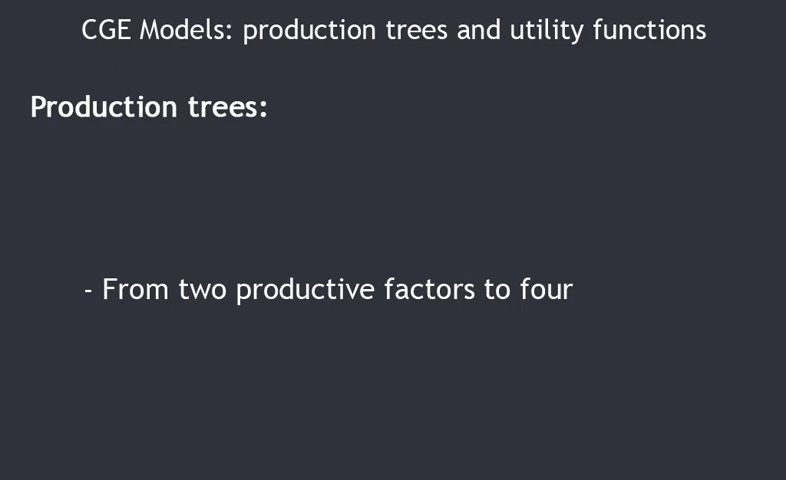 CGE Models: production trees and utility functions
Production trees:
- From two productive factors to four